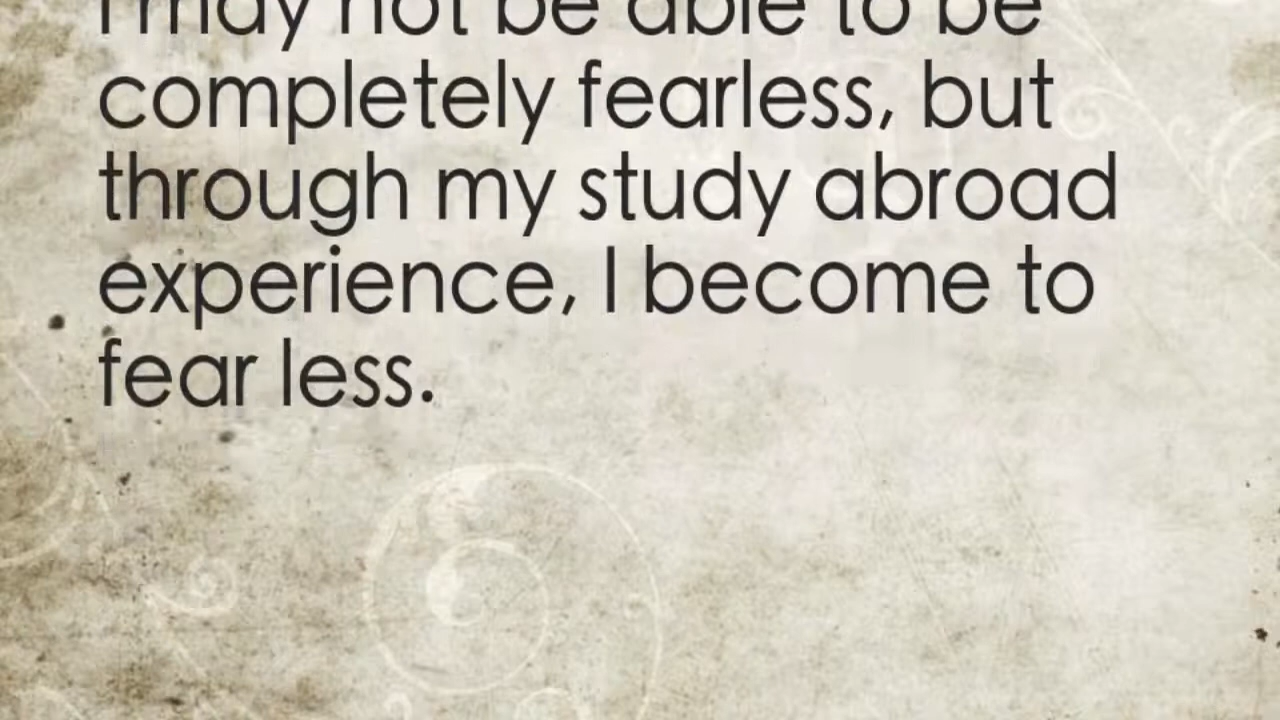 I may not be able to be
completely fearless, but
through my study abroad
experience, I become to
fear less.